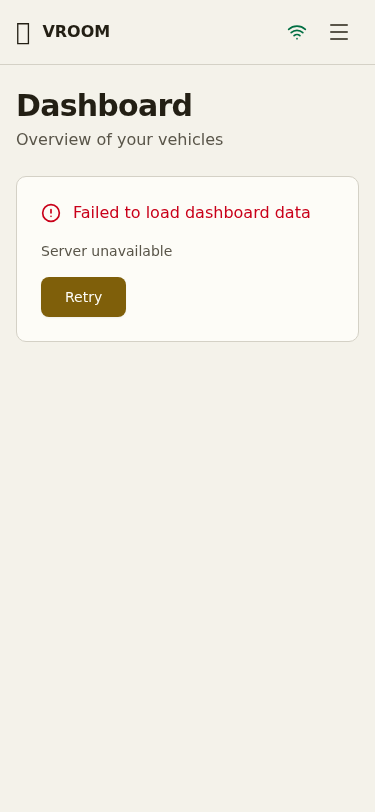 VROOM
Dashboard
Overview of your vehicles
Failed to load dashboard data
Server unavailable
Retry